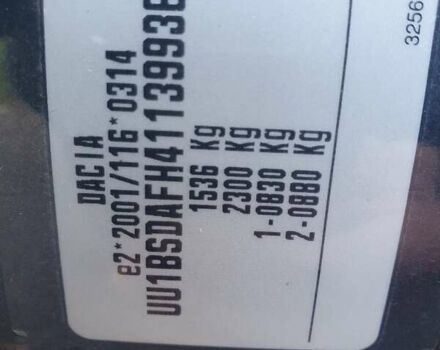 DACIA
e2*2001/116*0314
UU1BSDAFH41139938
1536 Kg
2300 Kg
1-0830 Kg
2-0880 Kg
3256